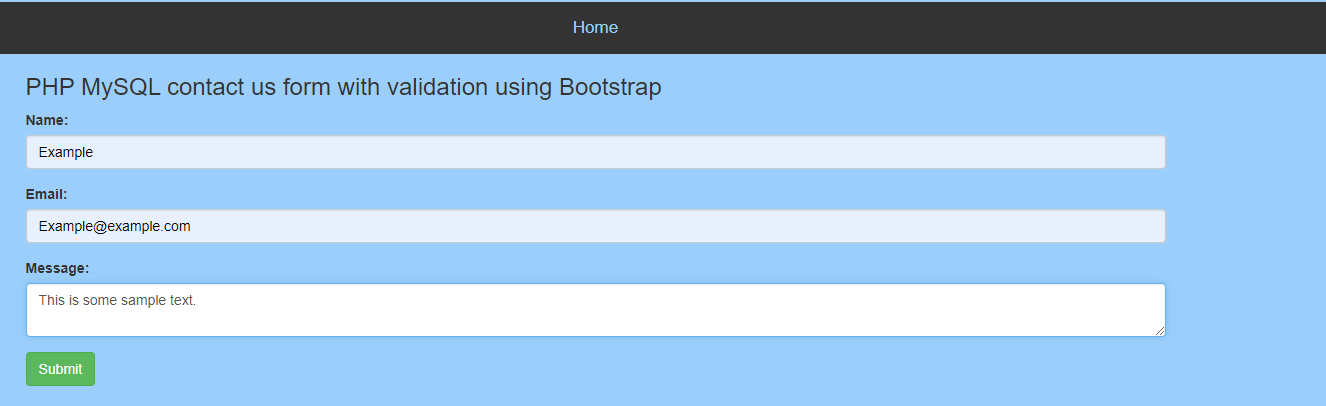 Home
PHP MySQL contact us form with validation using Bootstrap
Name:
Example
Email:
Example@example.com
Message:
This is some sample text.
Submit